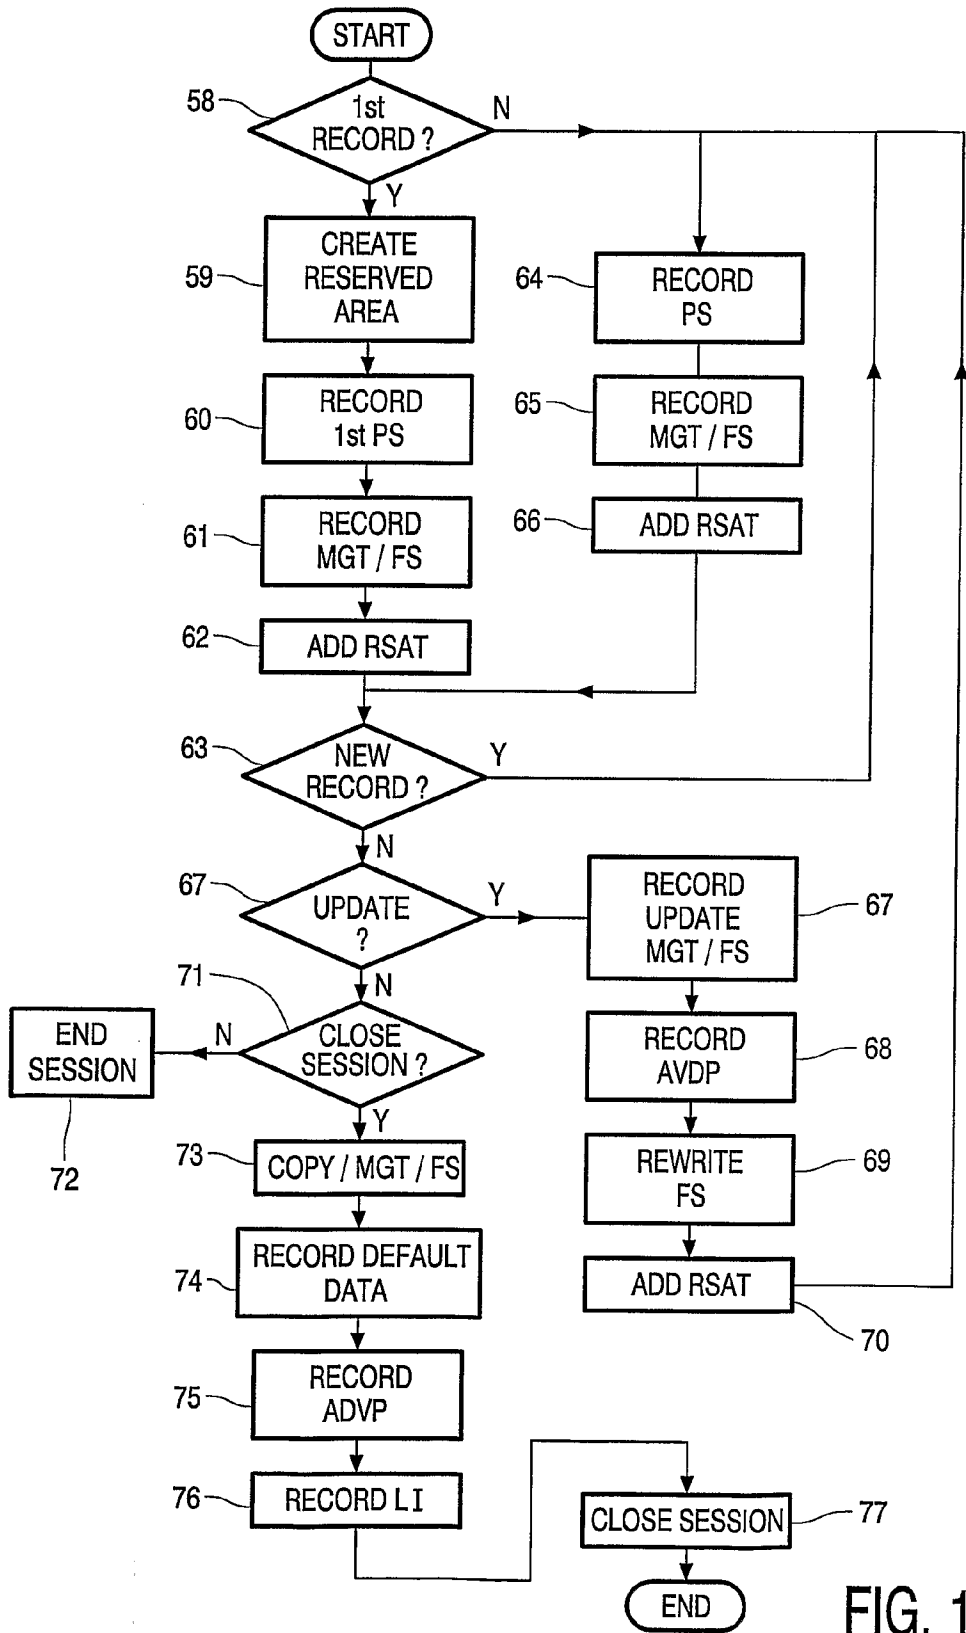 START
58
1st
RECORD ?
N
Y
59
CREATE
RESERVED
AREA
64
RECORD
PS
60
RECORD
1st PS
65
RECORD
MGT / FS
61
RECORD
MGT / FS
66
ADD RSAT
62
ADD RSAT
63
NEW
RECORD ?
Y
N
67
UPDATE
?
Y
N
RECORD
UPDATE
MGT / FS
67
71
CLOSE
SESSION ?
N
Y
END
SESSION
72
RECORD
AVDP
68
73
COPY / MGT / FS
REWRITE
FS
69
74
RECORD DEFAULT
DATA
ADD RSAT
70
75
RECORD
ADVP
76
RECORD LI
CLOSE SESSION
77
END
FIG. 1